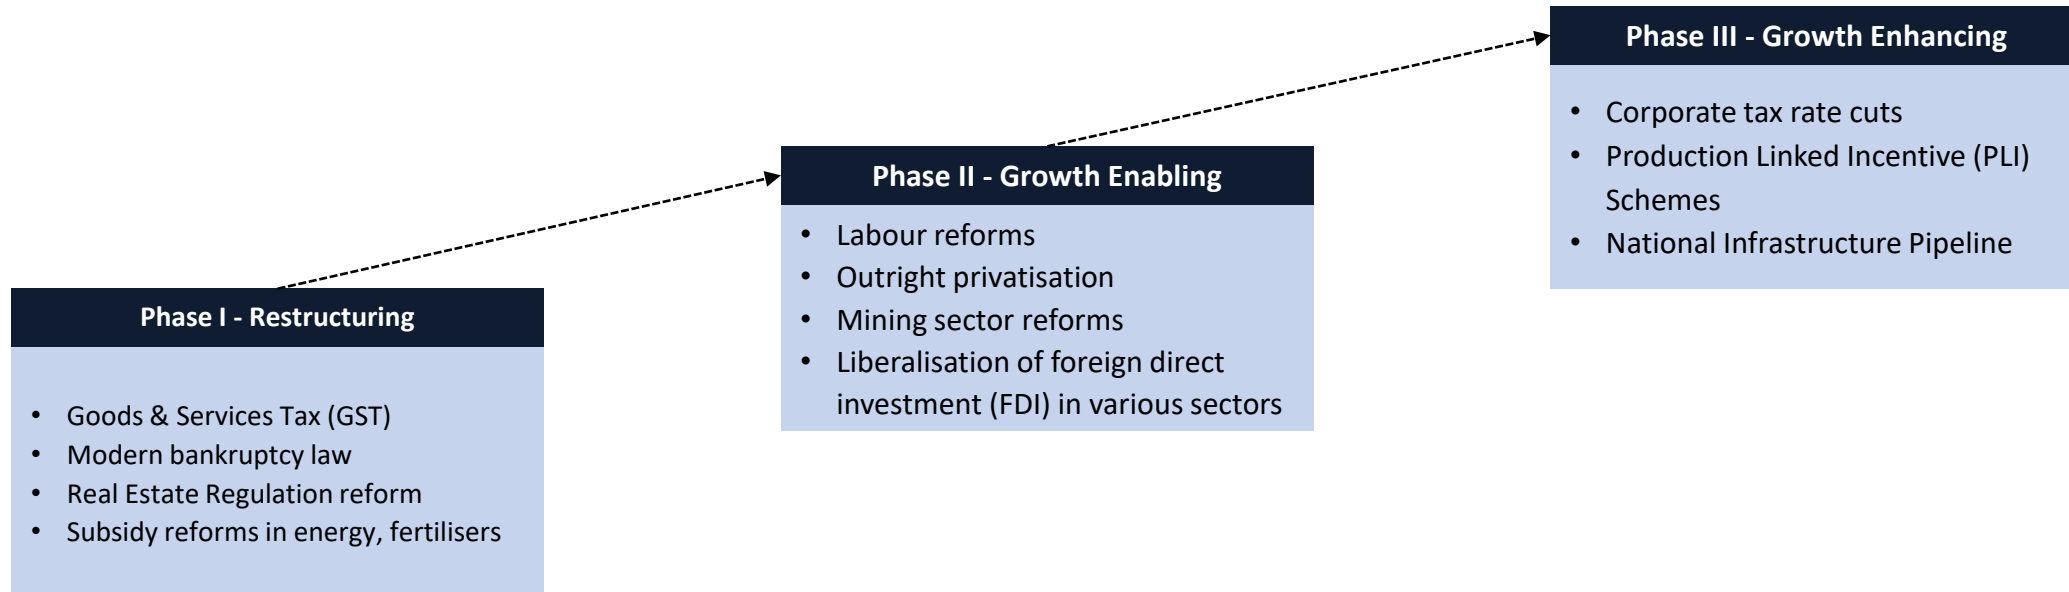 Phase III - Growth Enhancing
• Corporate tax rate cuts
• Production Linked Incentive (PLI)
Schemes
• National Infrastructure Pipeline
Phase II - Growth Enabling
• Labour reforms
• Outright privatisation
• Mining sector reforms
• Liberalisation of foreign direct
investment (FDI) in various sectors
Phase I - Restructuring
• Goods & Services Tax (GST)
• Modern bankruptcy law
• Real Estate Regulation reform
• Subsidy reforms in energy, fertilisers